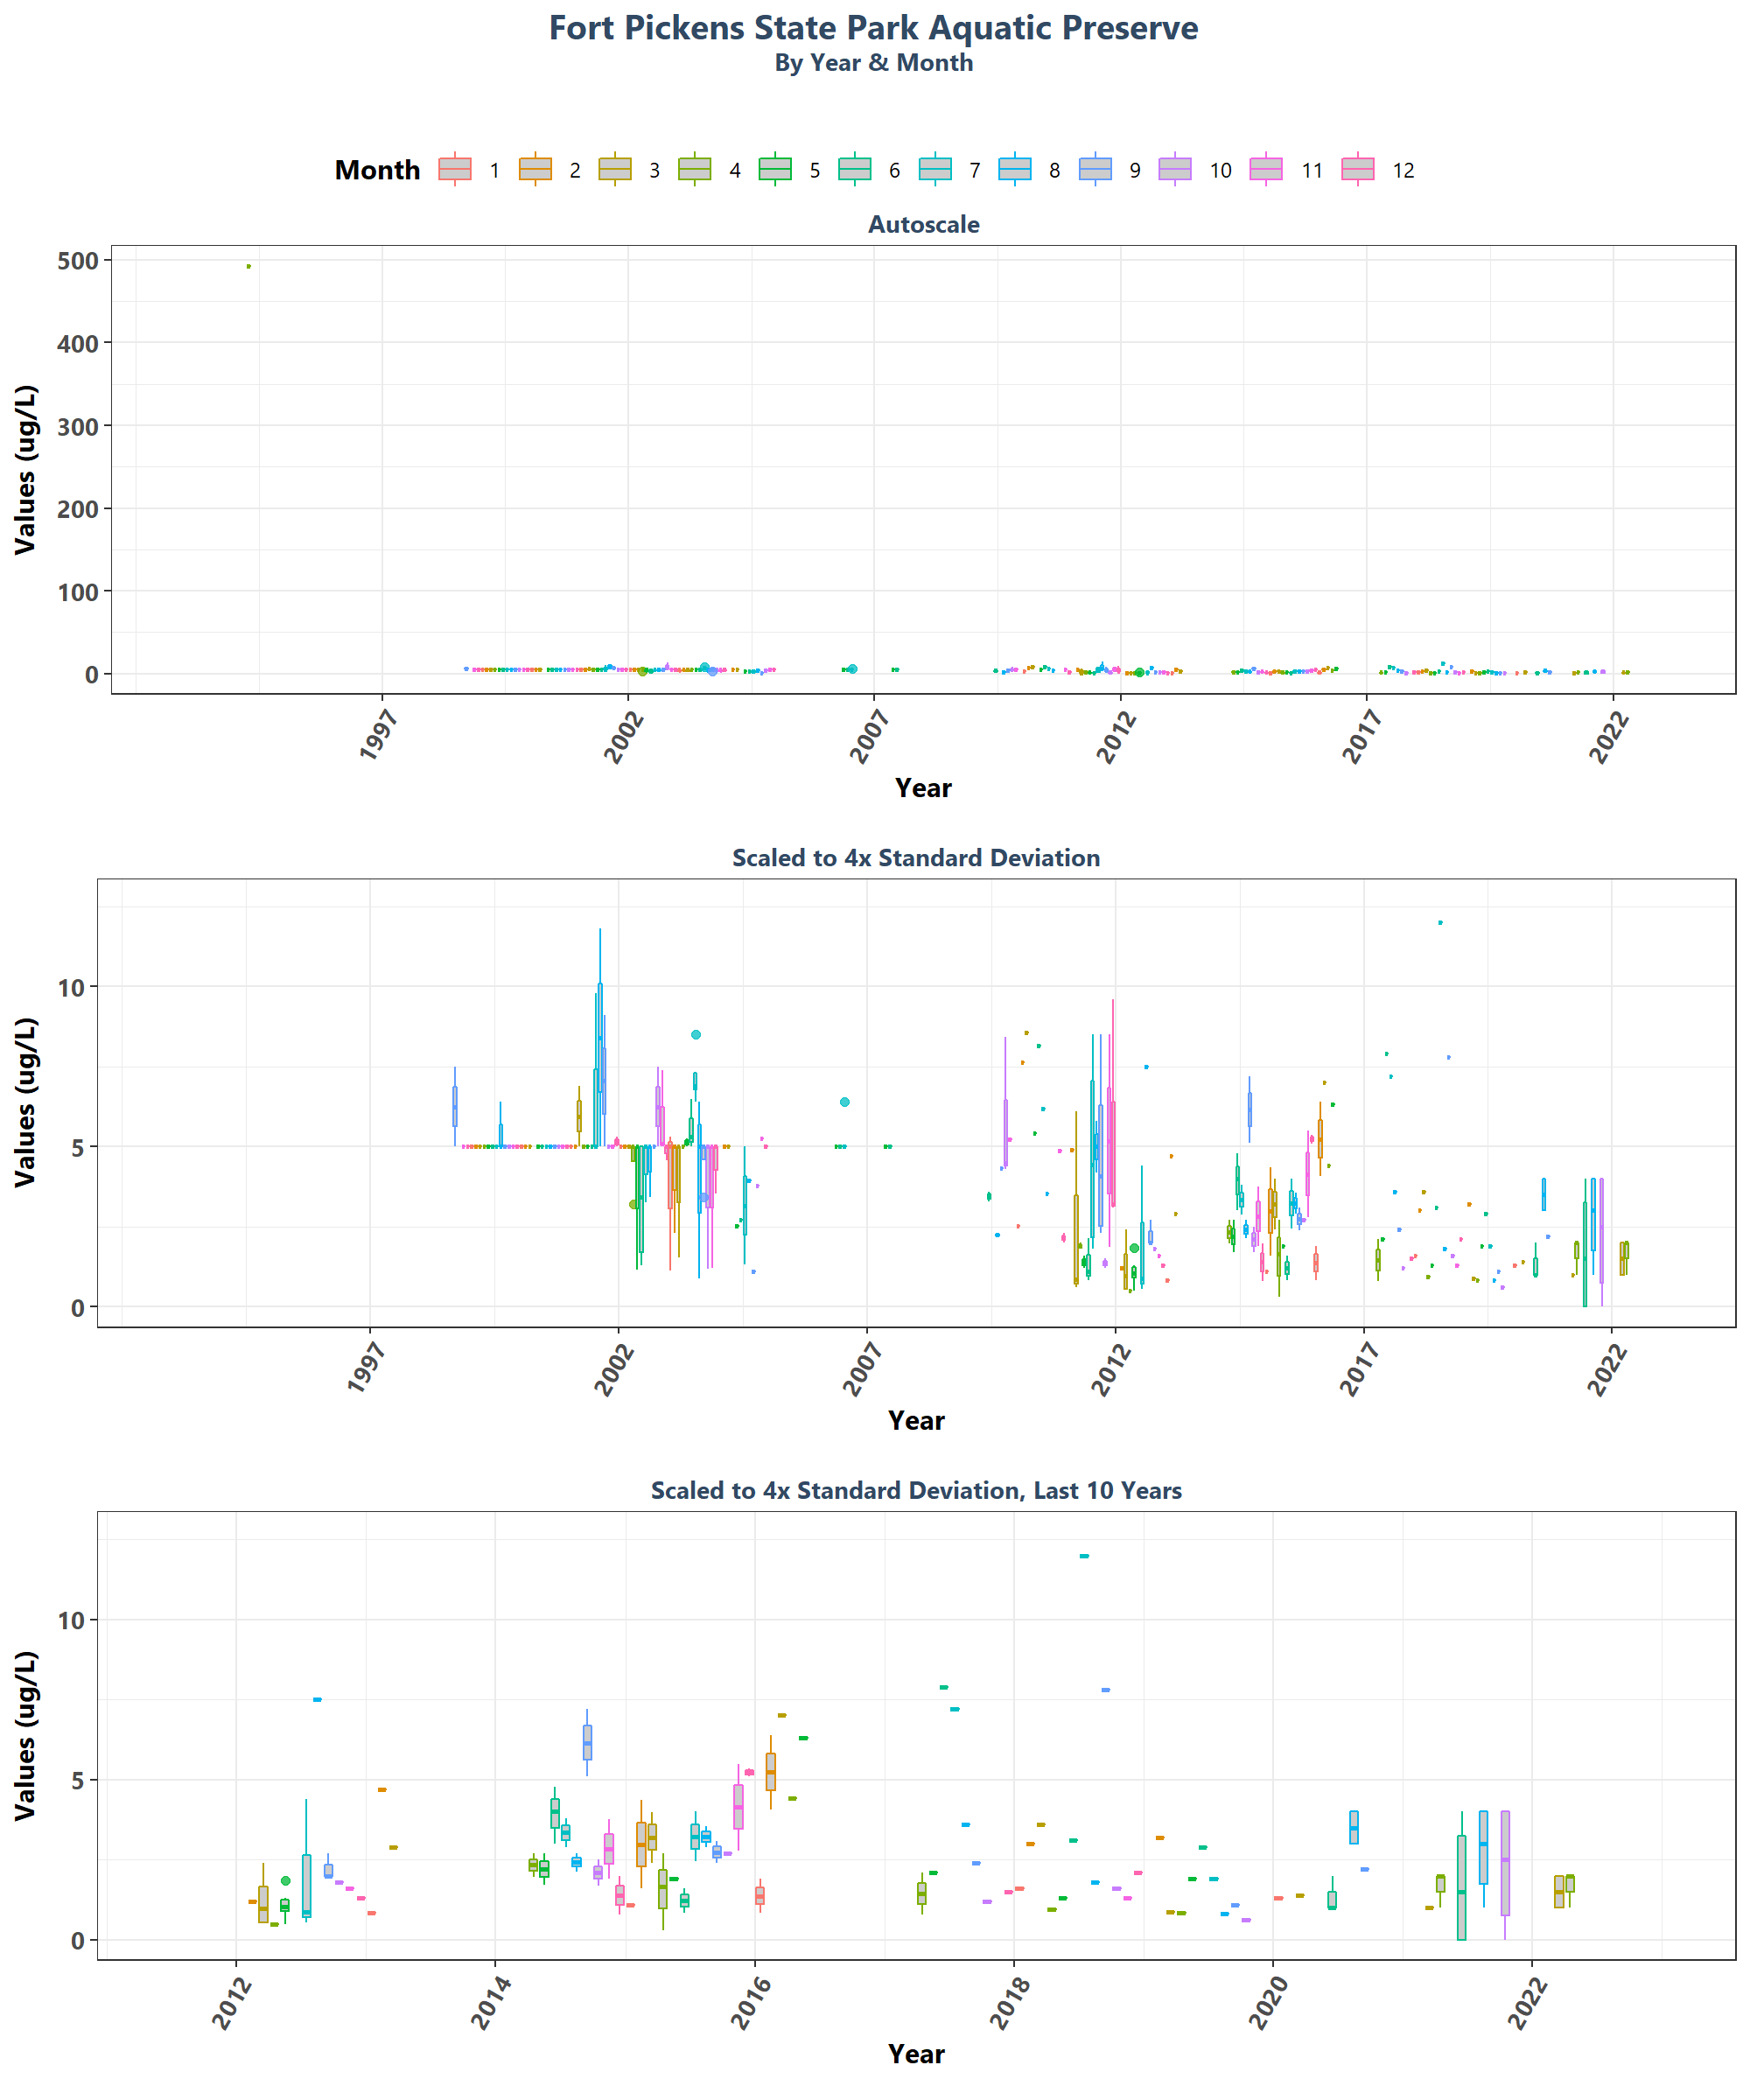 Fort Pickens State Park Aquatic Preserve
By Year & Month
Month 1 2 3 4 5 6 7 8 9 10 11 12
Autoscale
Values (ug/L)
500
400
300
200
100
0
1997 2002 2007 2012 2017 2022
Year
Scaled to 4x Standard Deviation
Values (ug/L)
10
5
0
1997 2002 2007 2012 2017 2022
Year
Scaled to 4x Standard Deviation, Last 10 Years
Values (ug/L)
10
5
0
2012 2014 2016 2018 2020 2022
Year